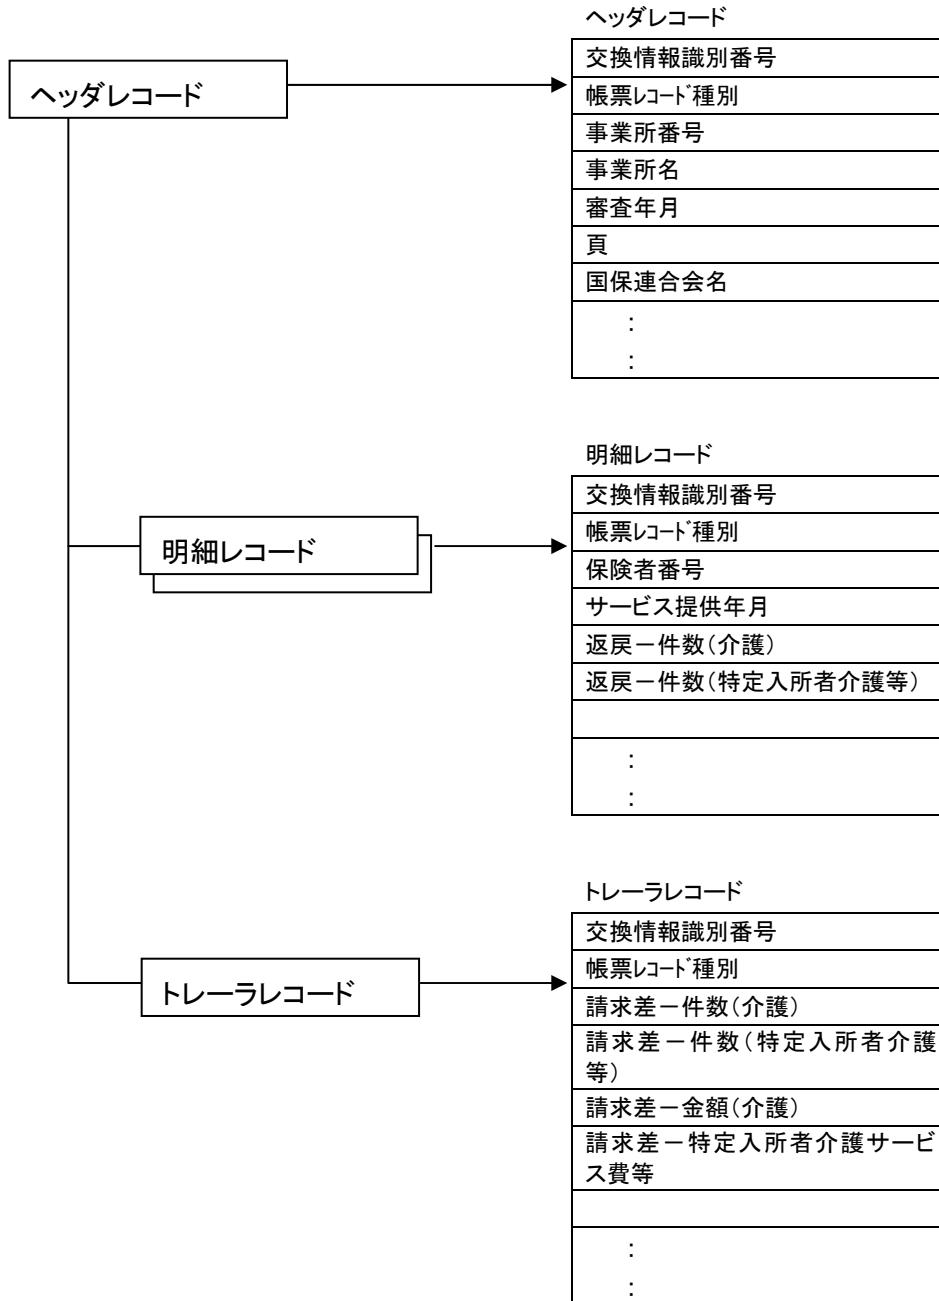 ヘッダレコード
ヘッダレコード
交換情報識別番号
帳票ﾚｺｰﾄﾞ種別
事業所番号
事業所名
審査年月
頁
国保連合会名
：
：
明細レコード
明細レコード
交換情報識別番号
帳票ﾚｺｰﾄﾞ種別
保険者番号
サービス提供年月
返戻－件数（介護）
返戻－件数（特定入所者介護等）
：
：
トレーラレコード
トレーラレコード
交換情報識別番号
帳票ﾚｺｰﾄﾞ種別
請求差－件数（介護）
請求差－件数（特定入所者介護
等）
請求差－金額（介護）
請求差－特定入所者介護サービ
ス費等
：
：